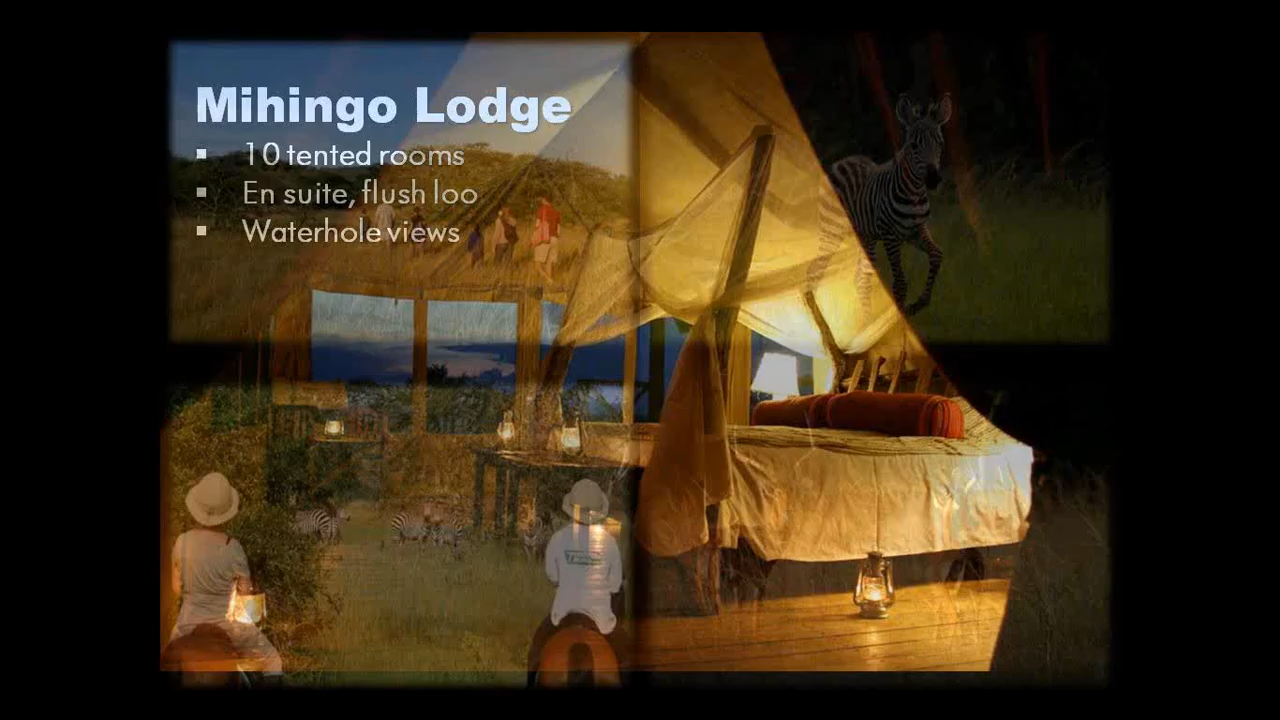 Mihingo Lodge
▪ 10 tented rooms
▪ En suite, flush loo
▪ Waterhole views